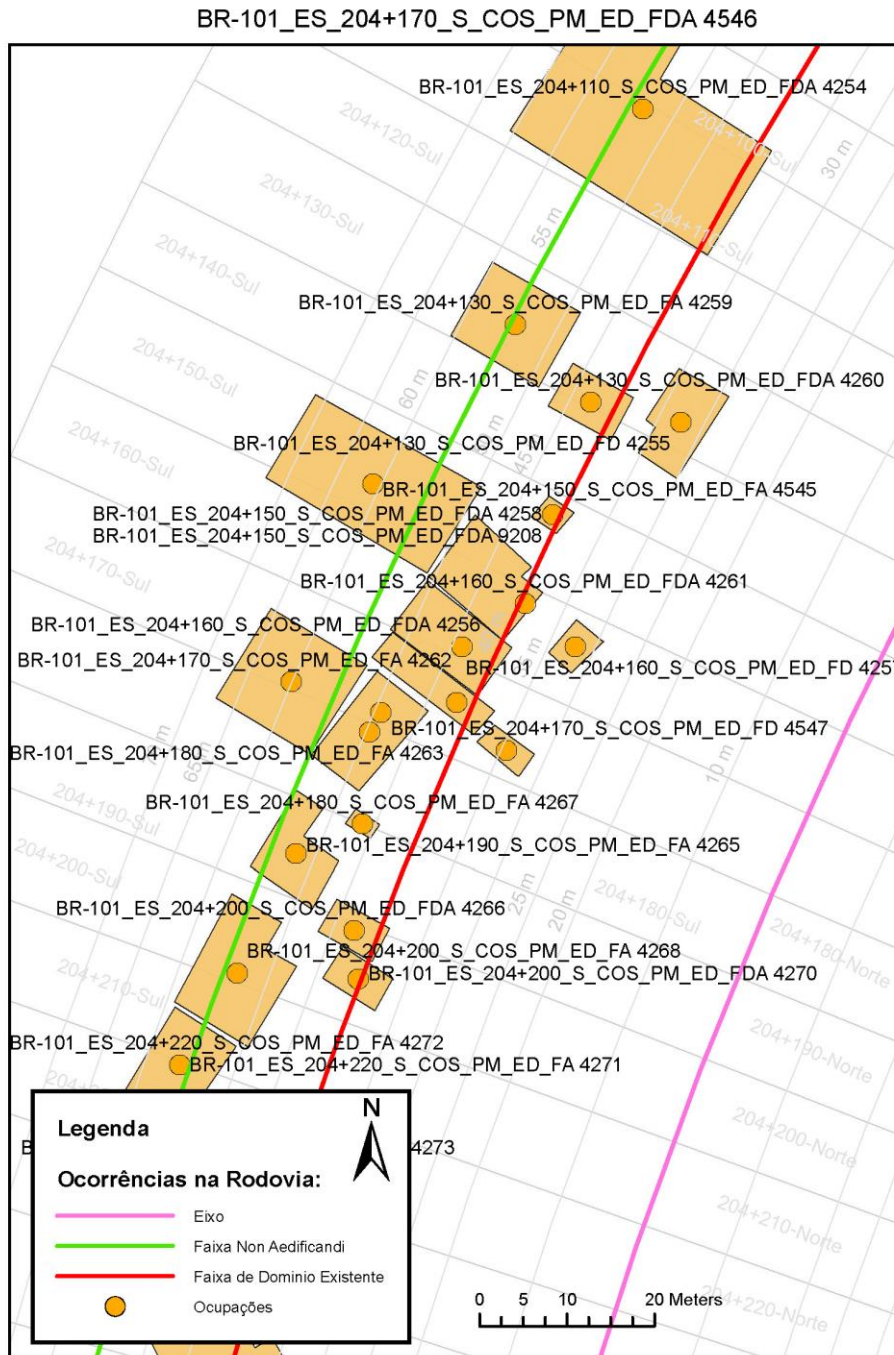 BR-101_ES_204+170_S_COS_PM_ED_FDA 4546
BR-101_ES_204+110_S_COS_PM_ED_FDA 4254
204+100-Sul
204+120-Sul
30 m
204+130-Sul
204+110-Sul
55 m
204+140-Sul
BR-101_ES_204+130_S_COS_PM_ED_FA 4259
204+150-Sul
BR-101_ES_204+130_S_COS_PM_ED_FDA 4260
60 m
204+160-Sul
BR-101_ES_204+130_S_COS_PM_ED_FD 4255
BR-101_ES_204+150_S_COS_PM_ED_FA 4545
BR-101_ES_204+150_S_COS_PM_ED_FDA 4258
BR-101_ES_204+150_S_COS_PM_ED_FDA 9208
204+170-Sul
BR-101_ES_204+160_S_COS_PM_ED_FDA 4261
BR-101_ES_204+160_S_COS_PM_ED_FDA 4256
BR-101_ES_204+170_S_COS_PM_ED_FA 4262
BR-101_ES_204+160_S_COS_PM_ED_FD 4257
BR-101_ES_204+170_S_COS_PM_ED_FD 4547
BR-101_ES_204+180_S_COS_PM_ED_FA 4263
65 m
10 m
204+190-Sul
BR-101_ES_204+180_S_COS_PM_ED_FA 4267
BR-101_ES_204+190_S_COS_PM_ED_FA 4265
204+200-Sul
25 m
20 m
204+180-Sul
BR-101_ES_204+200_S_COS_PM_ED_FDA 4266
BR-101_ES_204+200_S_COS_PM_ED_FA 4268
204+180-Norte
BR-101_ES_204+200_S_COS_PM_ED_FDA 4270
204+210-Sul
204+190-Norte
BR-101_ES_204+220_S_COS_PM_ED_FA 4272
BR-101_ES_204+220_S_COS_PM_ED_FA 4271
204+200-Norte
4273
204+210-Norte
204+220-Norte
N
Legenda
Ocorrências na Rodovia:
Eixo
Faixa Non Aedificandi
Faixa de Dominio Existente
Ocupações
0 5 10 20 Meters